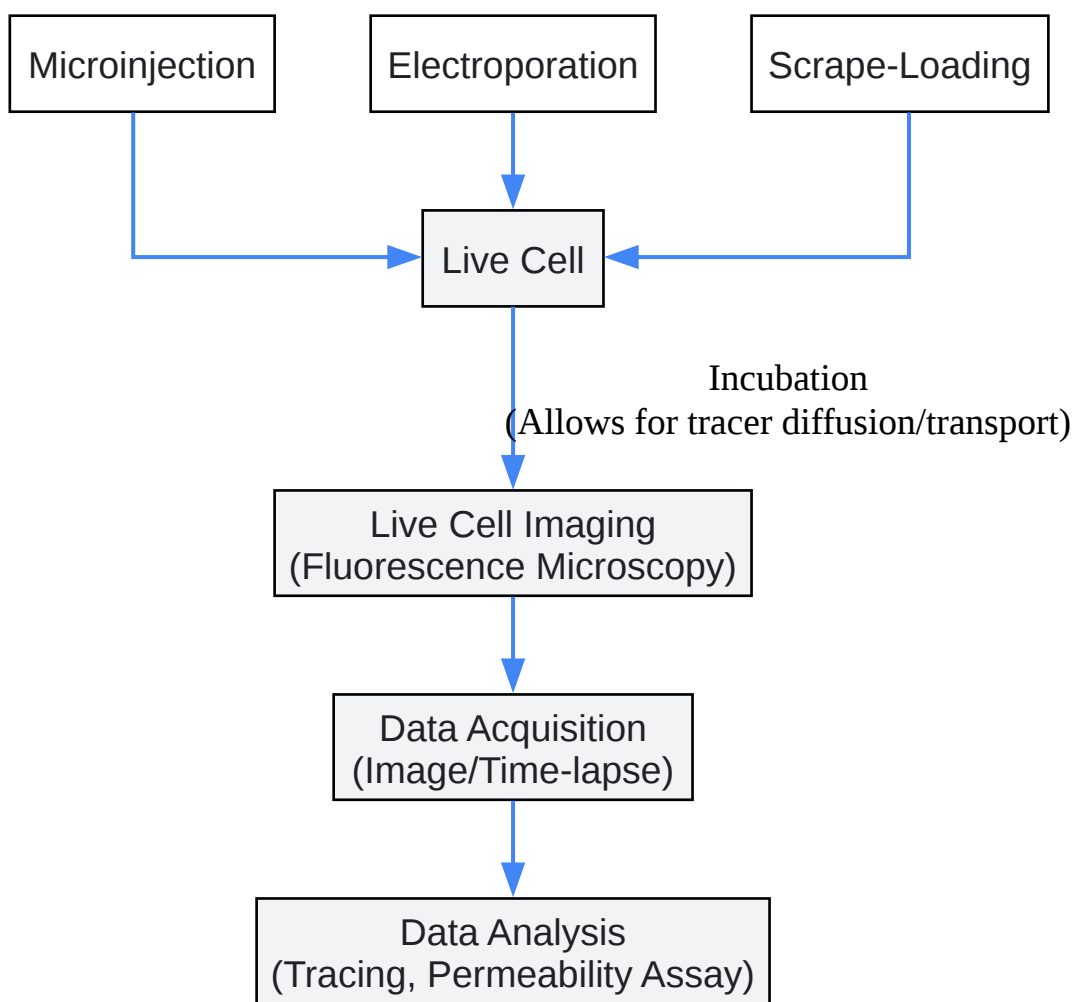 Microinjection
Electroporation
Scrape-Loading
Live Cell
Incubation
(Allows for tracer diffusion/transport)
Live Cell Imaging
(Fluorescence Microscopy)
Data Acquisition
(Image/Time-lapse)
Data Analysis
(Tracing, Permeability Assay)